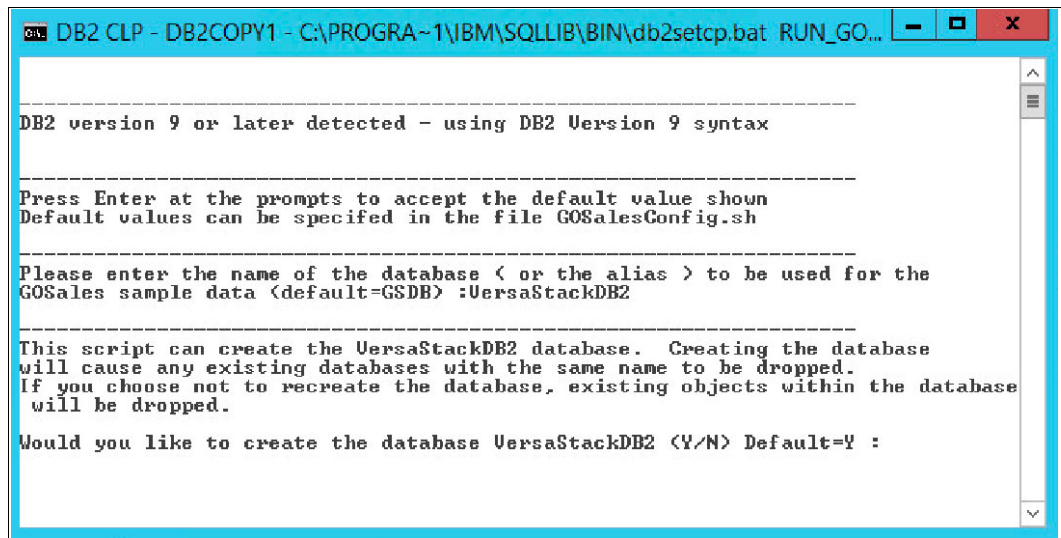 DB2 CLP - DB2COPY1 - C:\PROGRA~1\IBM\SQLLIB\BIN\db2setcp.bat RUN_GO...
DB2 version 9 or later detected - using DB2 Version 9 syntax
Press Enter at the prompts to accept the default value shown
Default values can be specifed in the file GOSalesConfig.sh
Please enter the name of the database ( or the alias ) to be used for the
GOSales sample data (default=GSDB) :VersaStackDB2
This script can create the VersaStackDB2 database.  Creating the database
will cause any existing databases with the same name to be dropped.
If you choose not to recreate the database, existing objects within the database
will be dropped.
Would you like to create the database VersaStackDB2 (Y/N) Default=Y :